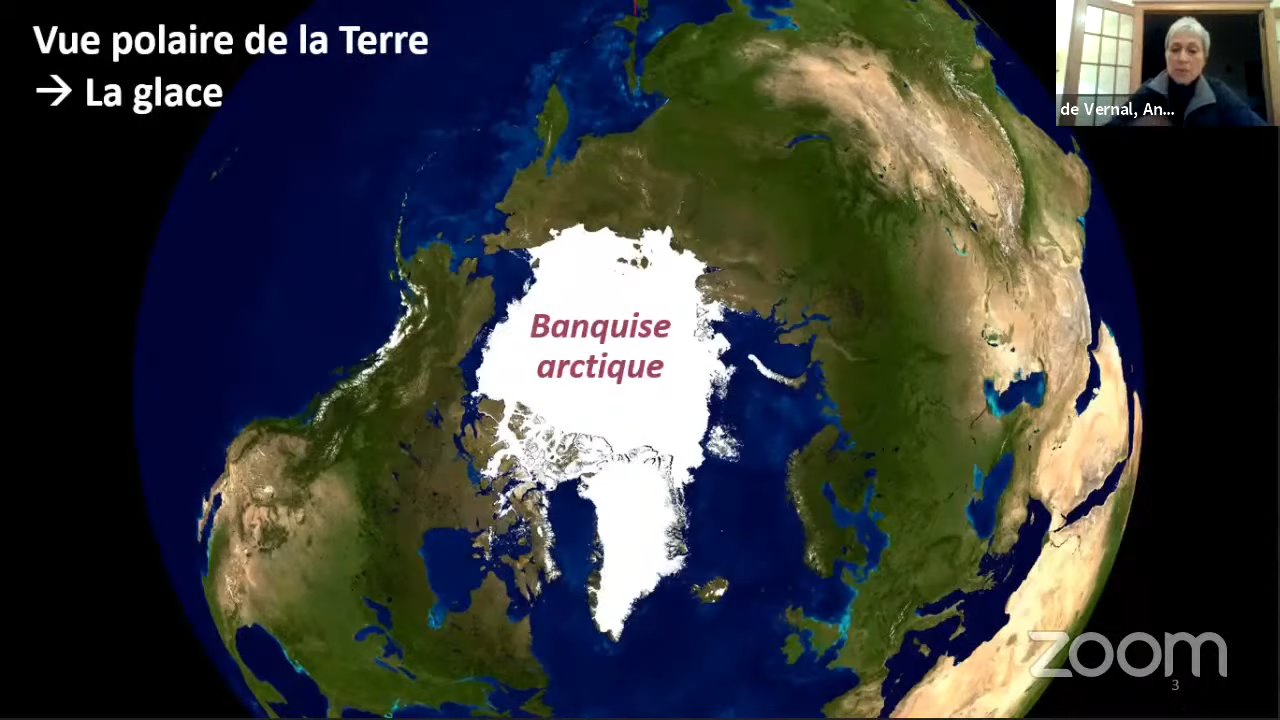 Vue polaire de la Terre
→ La glace
de Vernal, An...
Banquise
arctique
zoom
3